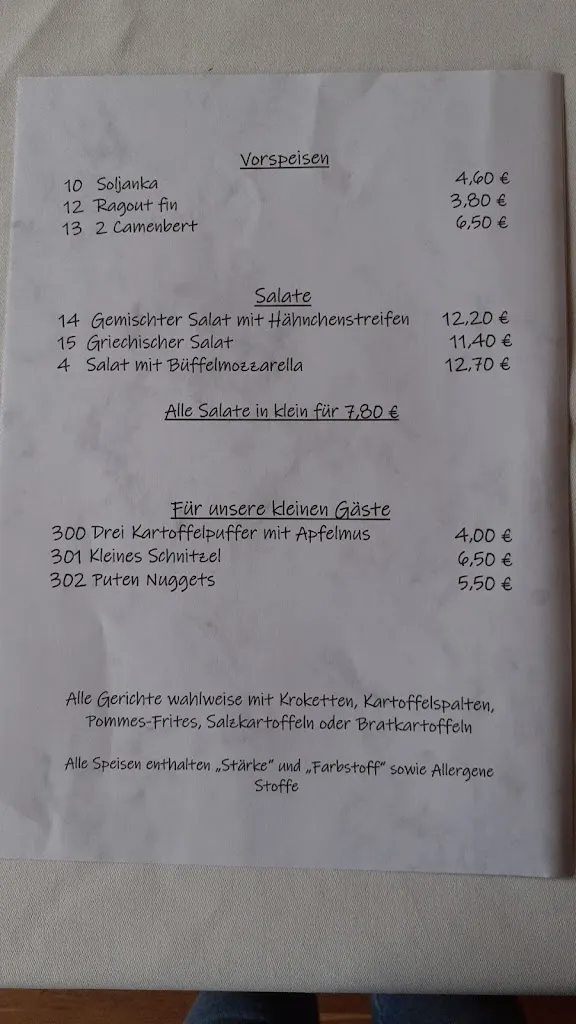 Vorspeisen
10 Soljanka 4,60 €
12 Ragout fin 3,80 €
13 2 Camenbert 6,50 €
Salate
14 Gemischter Salat mit Hähnchenstreifen 12,20 €
15 Griechischer Salat 11,40 €
4 Salat mit Büffelmozzarella 12,70 €
Alle Salate in klein für 7,80 €
Für unsere kleinen Gäste
300 Drei Kartoffelpuffer mit Apfelmus 4,00 €
301 Kleines Schnitzel 6,50 €
302 Puten Nuggets 5,50 €
Alle Gerichte wahlweise mit Kroketten, Kartoffelspalten,
Pommes-Frites, Salzkartoffeln oder Bratkartoffeln
Alle Speisen enthalten „Stärke" und „Farbstoff" sowie Allergene
Stoffe